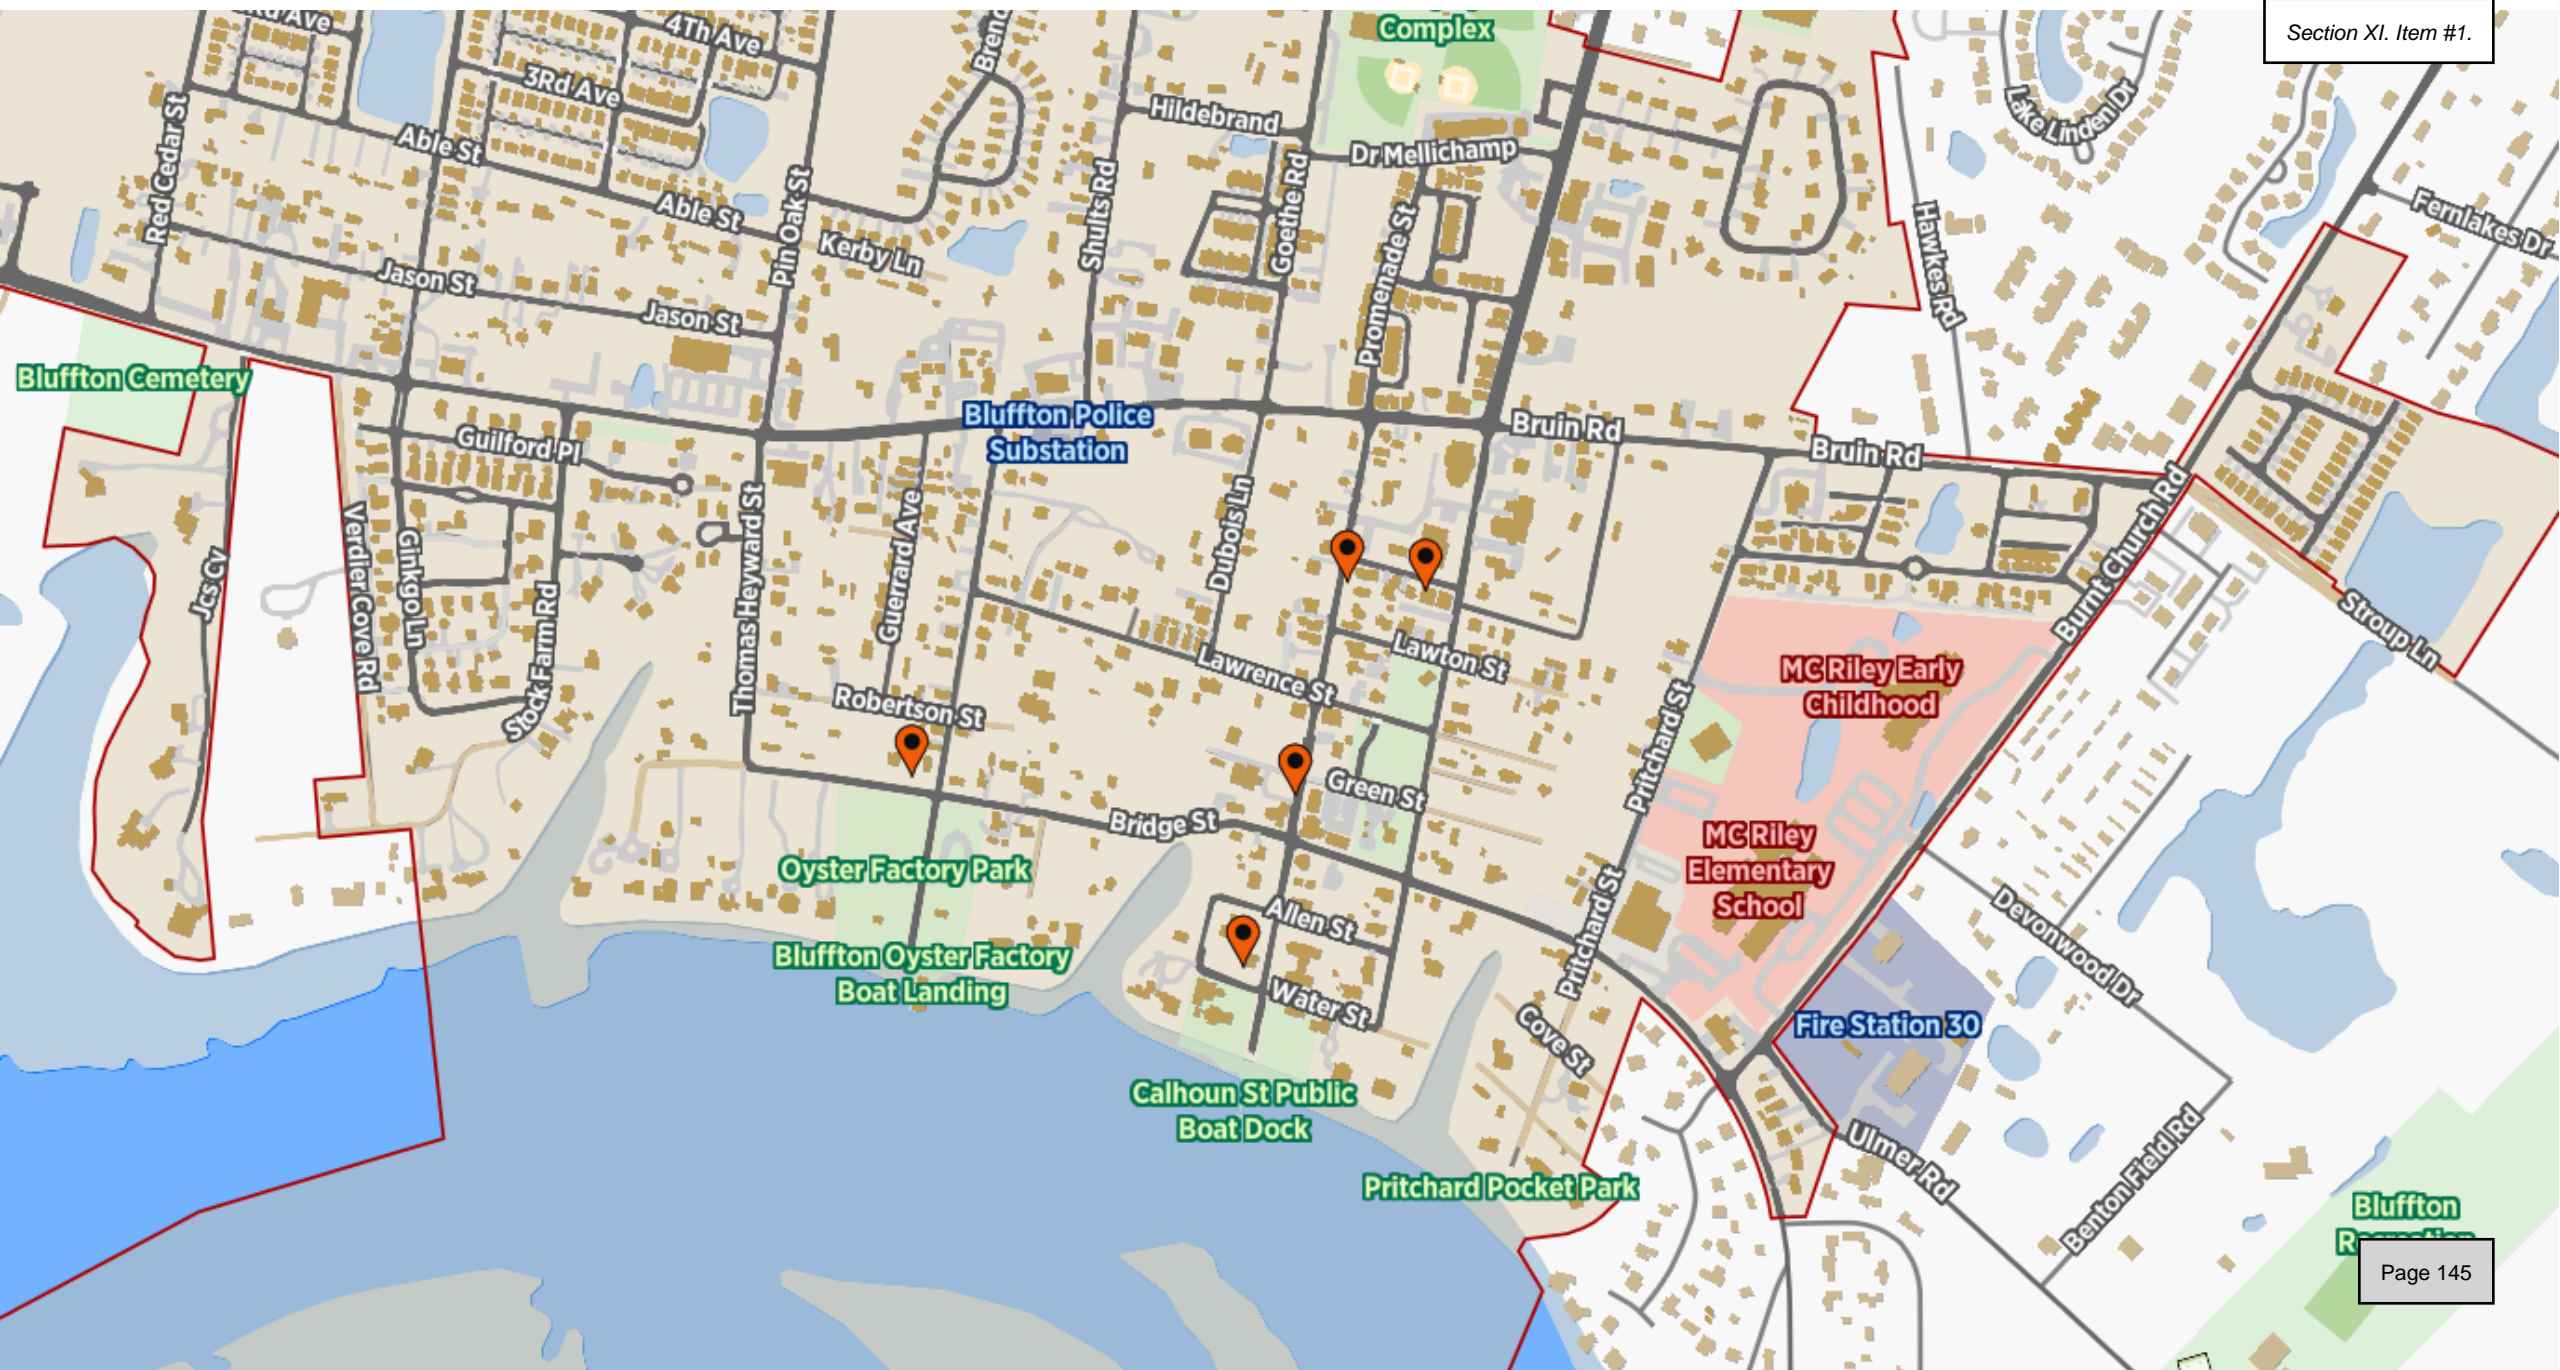 Section XI. Item #1.
Complex
4Th Ave
3Rd Ave
Able St
Red Cedar St
Hildebrand
Dr Mellichamp
Lake Linden Dr
Fernlakes Dr
Able St
Pin Oak St
Kerby Ln
Shults Rd
Goethe Rd
Promenade St
Hawkes Rd
Jason St
Jason St
Bluffton Cemetery
Bluffton Police
Substation
Bruin Rd
Bruin Rd
Guilford Pl
Thomas Heyward St
Guerrard Ave
Dubois Ln
Verdier Cove Rd
Ginkgo Ln
Jcs Cv
Stock Farm Rd
Burnt Church Rd
Stroup Ln
Lawton St
Lawrence St
Robertson St
Pritchard St
MC Riley Early
Childhood
Green St
Bridge St
MC Riley
Elementary
School
Oyster Factory Park
Allen St
Pritchard St
Devonwood Dr
Bluffton Oyster Factory
Boat Landing
Water St
Cove St
Fire Station 30
Calhoun St Public
Boat Dock
Ulmer Rd
Benton Field Rd
Pritchard Pocket Park
Bluffton
Page 145